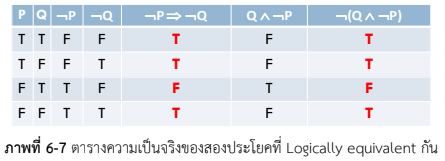 P Q ¬P ¬Q ¬P⇒¬Q Q ∧ ¬P ¬(Q ∧ ¬P)
T T F F T F T
T F F T T F T
F T T F F T F
F F T T T F T
ภาพที่ 6-7 ตารางความเป็นจริงของสองประโยคที่ Logically equivalent กัน